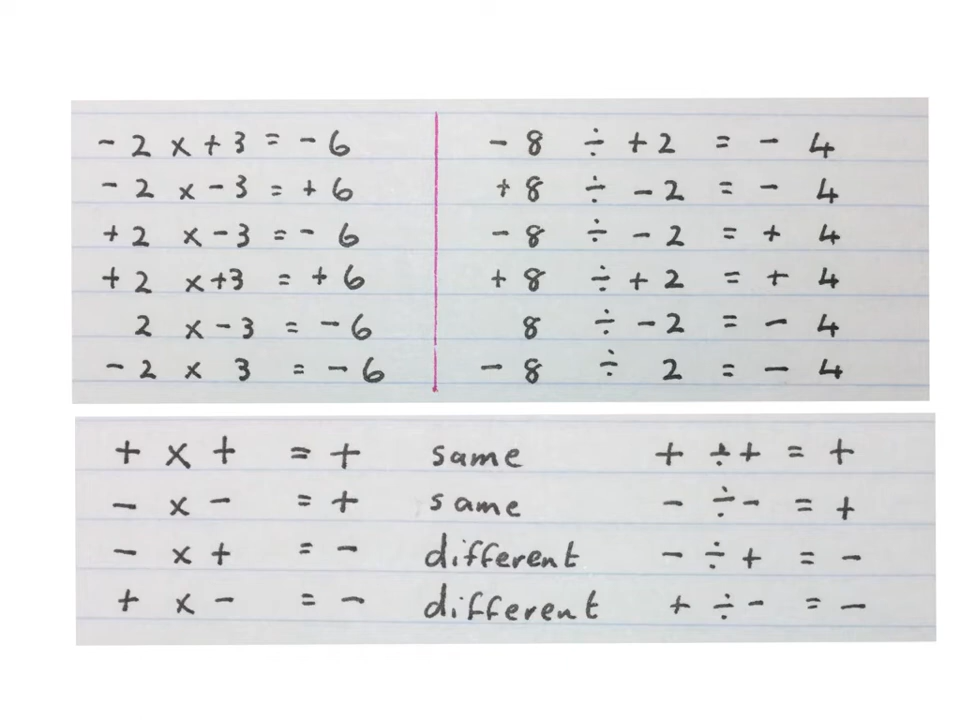 - 2 x + 3 = - 6 - 8 ÷ + 2 = - 4
- 2 x - 3 = + 6 + 8 ÷ - 2 = - 4
+ 2 x - 3 = - 6 - 8 ÷ - 2 = + 4
+ 2 x + 3 = + 6 + 8 ÷ + 2 = + 4
2 x - 3 = - 6 8 ÷ - 2 = - 4
- 2 x 3 = - 6 - 8 ÷ 2 = - 4
+ x + = + same + ÷ + = +
- x - = + same - ÷ - = +
- x + = - different - ÷ + = -
+ x - = - different + ÷ - = -